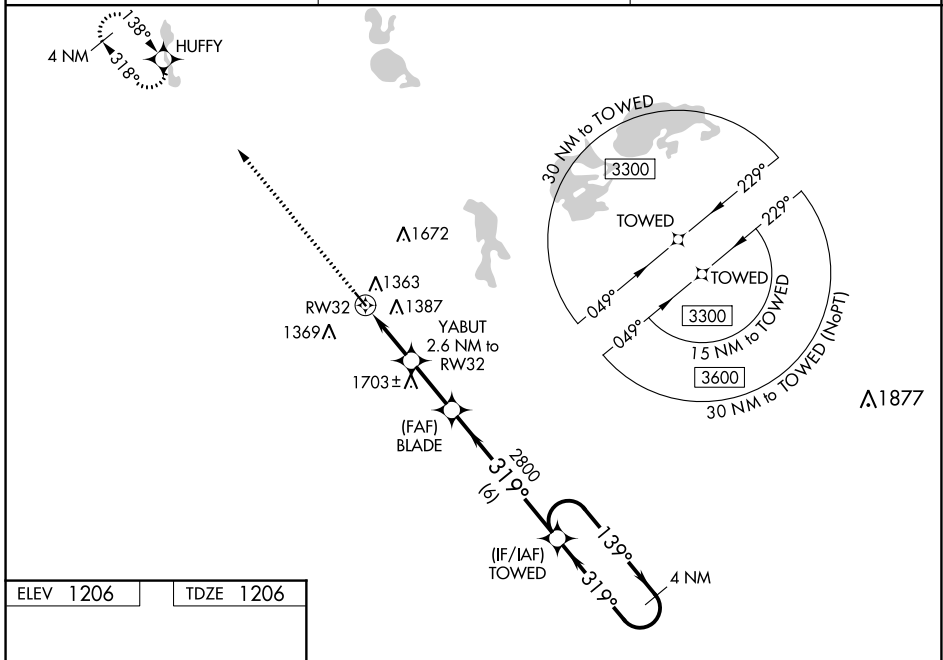 138°
HUFFY
4 NM
318°
30 NM to TOWED
3300
229°
TOWED
049°
229°
TOWED
049°
3300
15 NM to TOWED
3600
30 NM to TOWED (NoPT)
1672
1363
RW32
1387
1369
YABUT
2.6 NM to
RW32
1703±
1877
(FAF)
BLADE
2800
319°
(6)
(IF/IAF)
TOWED
139°
4 NM
319°
ELEV 1206
TDZE 1206